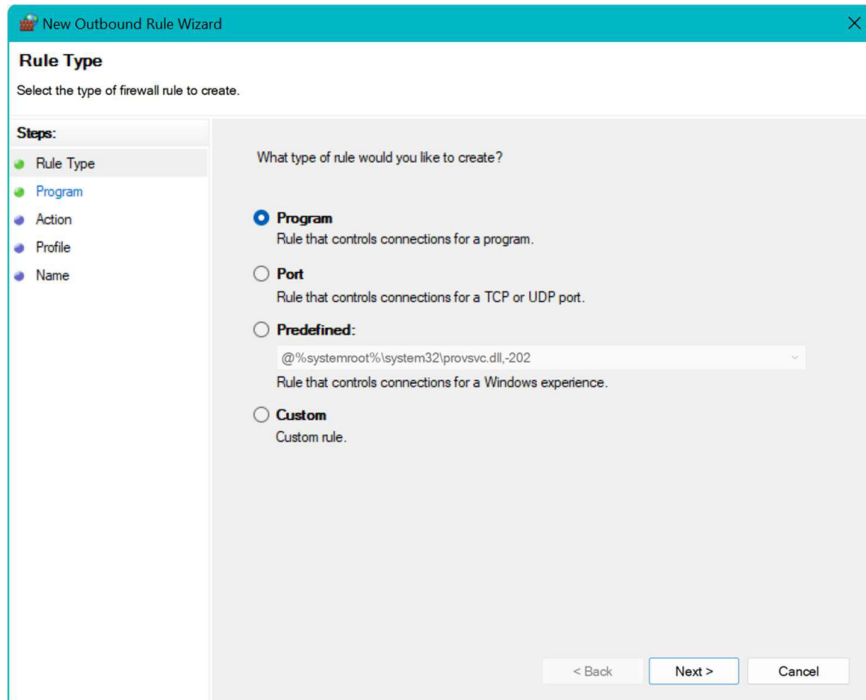 New Outbound Rule Wizard
Rule Type
Select the type of firewall rule to create.
Steps:
Rule Type
Program
Action
Profile
Name
What type of rule would you like to create?
Program
Rule that controls connections for a program.
Port
Rule that controls connections for a TCP or UDP port.
Predefined:
@%systemroot%\system32\provsvc.dll,-202
Rule that controls connections for a Windows experience.
Custom
Custom rule.
< Back
Next >
Cancel